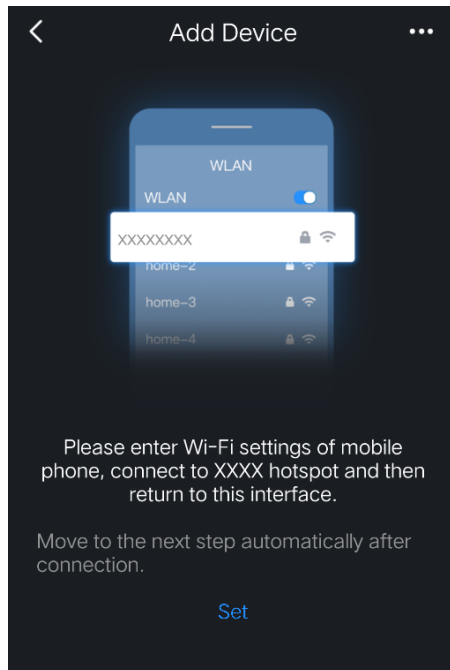 Add Device
WLAN
WLAN
XXXXXXXX
home-2
home-3
home-4
Please enter Wi-Fi settings of mobile
phone, connect to XXXX hotspot and then
return to this interface.
Move to the next step automatically after
connection.
Set